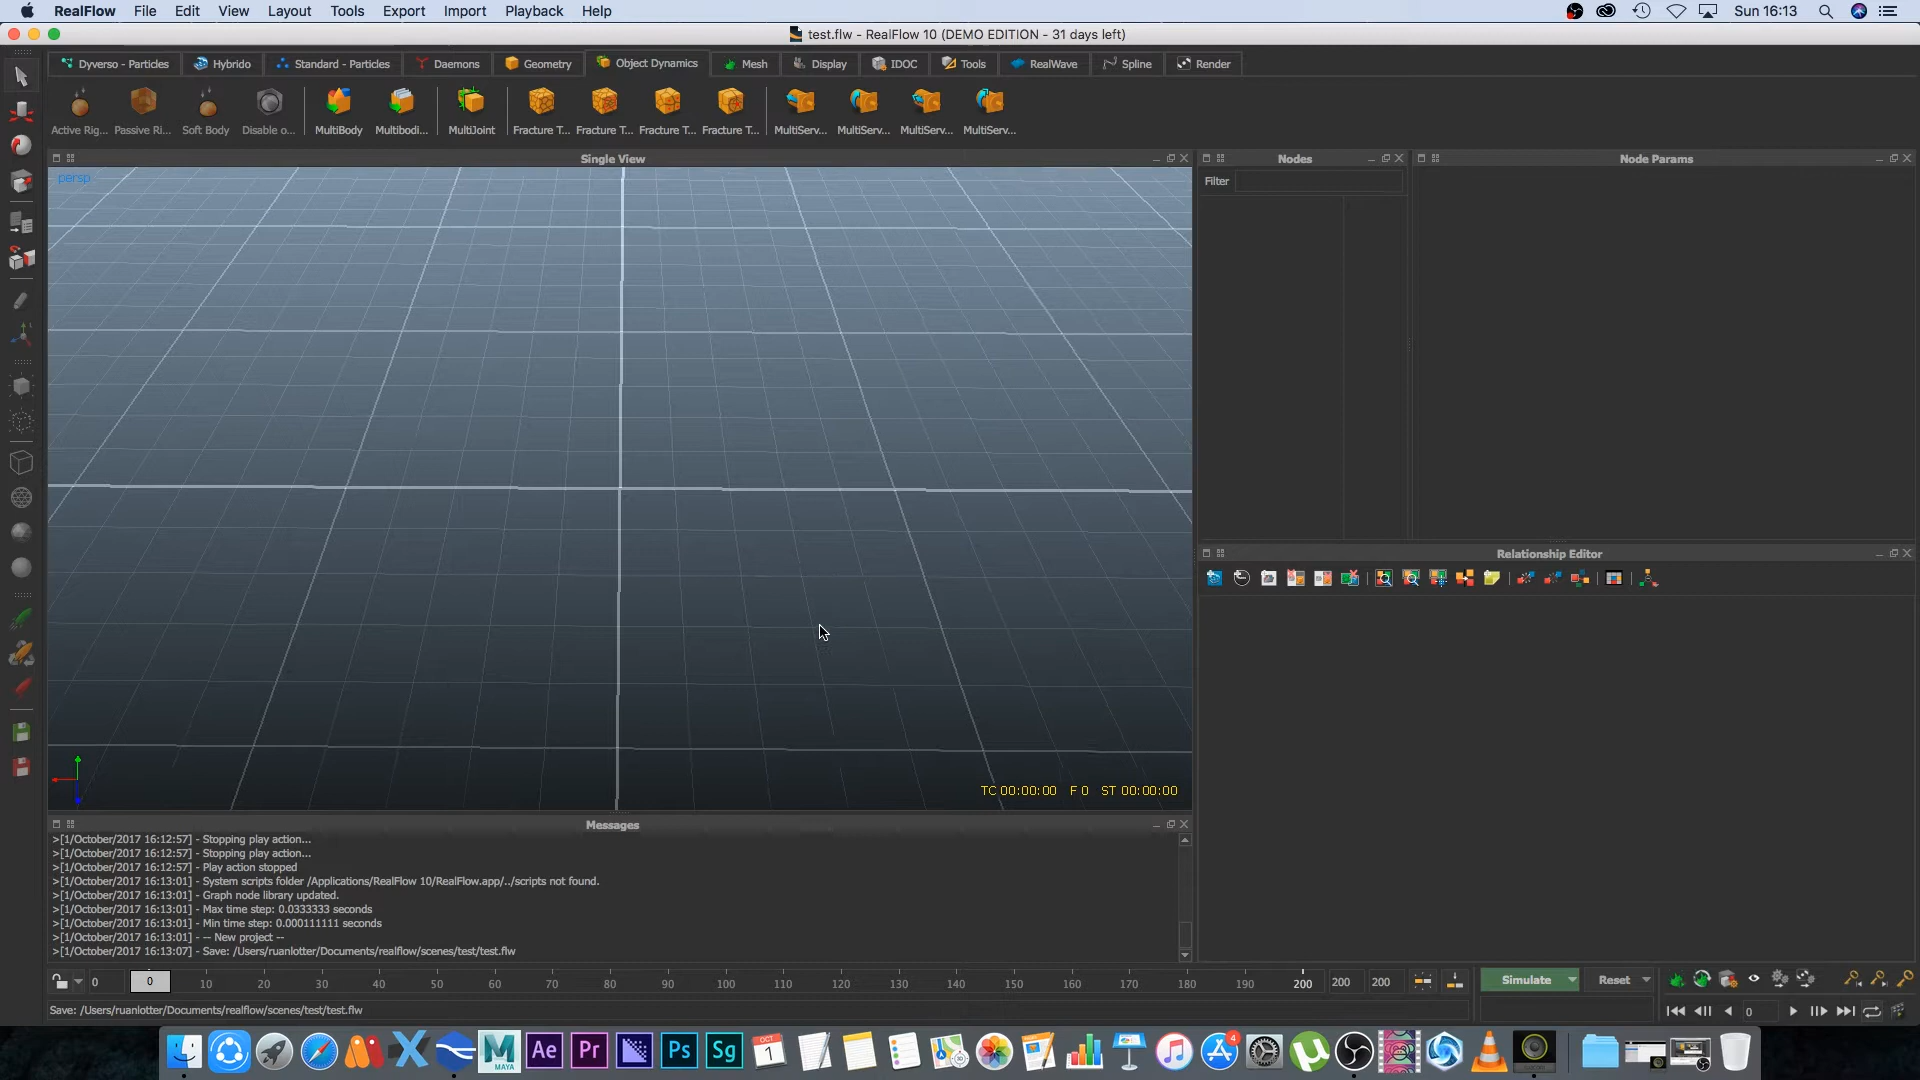 RealFlow File Edit View Layout Tools Export Import Playback Help Sun 16:13
test.flw - RealFlow 10 (DEMO EDITION - 31 days left)
Dyverso - Particles Hybrido Standard - Particles Daemons Geometry Object Dynamics Mesh Display IDOC Tools RealWave Spline Render
Active Rig... Passive Ri... Soft Body Disable o... MultiBody Multibodi... MultiJoint Fracture T... Fracture T... Fracture T... Fracture T... MultiServ... MultiServ... MultiServ... MultiServ...
Single View Nodes Node Params
persp
Filter
Relationship Editor
TC 00:00:00 F 0 ST 00:00:00
Messages
>[1/October/2017 16:12:57] - Stopping play action...
>[1/October/2017 16:12:57] - Stopping play action...
>[1/October/2017 16:12:57] - Play action stopped
>[1/October/2017 16:13:01] - System scripts folder /Applications/RealFlow 10/RealFlow.app/../scripts not found.
>[1/October/2017 16:13:01] - Graph node library updated.
>[1/October/2017 16:13:01] - Max time step: 0.0333333 seconds
>[1/October/2017 16:13:01] - Min time step: 0.000111111 seconds
>[1/October/2017 16:13:01] - -- New project --
>[1/October/2017 16:13:07] - Save: /Users/ruanlotter/Documents/realflow/scenes/test/test.flw
0 0 10 20 30 40 50 60 70 80 90 100 110 120 130 140 150 160 170 180 190 200 200 200 Simulate Reset
Save: /Users/ruanlotter/Documents/realflow/scenes/test/test.flw 0
MAYA Ae Pr Ps Sg OCT 1 4